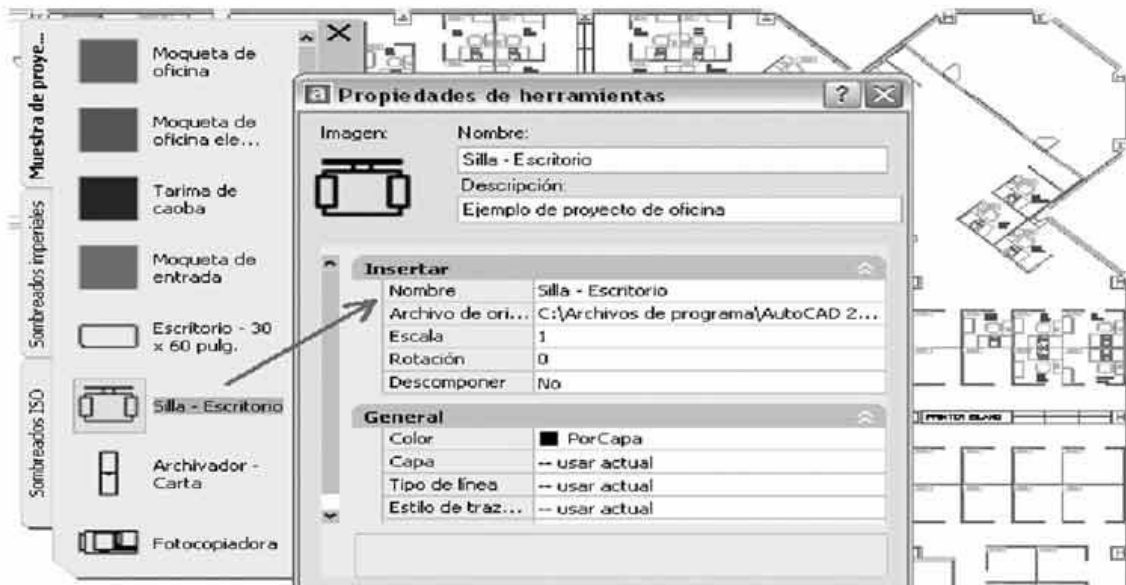 Muestra de proye...
Sombreados imperiales
Sombreados ISO
Moqueta de
oficina
Moqueta de
oficina ele...
Tarima de
caoba
Moqueta de
entrada
Escritorio - 30
x 60 pulg.
Silla - Escritorio
Archivador -
Carta
Fotocopiadora
Propiedades de herramientas
Imagen:
Nombre:
Silla - Escritorio
Descripción:
Ejemplo de proyecto de oficina
Insertar
Nombre Silla - Escritorio
Archivo de ori... C:\Archivos de programa\AutoCAD 2...
Escala 1
Rotación 0
Descomponer No
General
Color PorCapa
Capa -- usar actual
Tipo de línea -- usar actual
Estilo de traz... -- usar actual